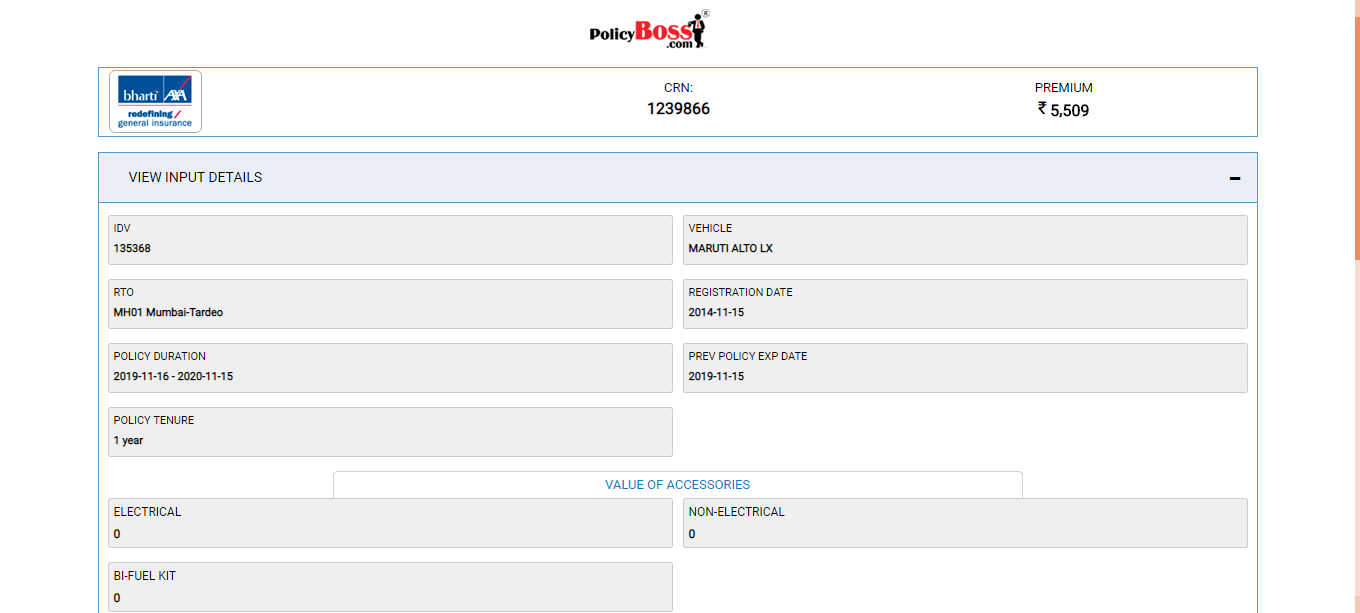 PolicyBoss®
.com
bharti AXA
redefining /
general insurance
CRN:
1239866
PREMIUM
₹ 5,509
VIEW INPUT DETAILS
IDV
135368
VEHICLE
MARUTI ALTO LX
RTO
MH01 Mumbai-Tardeo
REGISTRATION DATE
2014-11-15
POLICY DURATION
2019-11-16 - 2020-11-15
PREV POLICY EXP DATE
2019-11-15
POLICY TENURE
1 year
VALUE OF ACCESSORIES
ELECTRICAL
0
NON-ELECTRICAL
0
BI-FUEL KIT
0